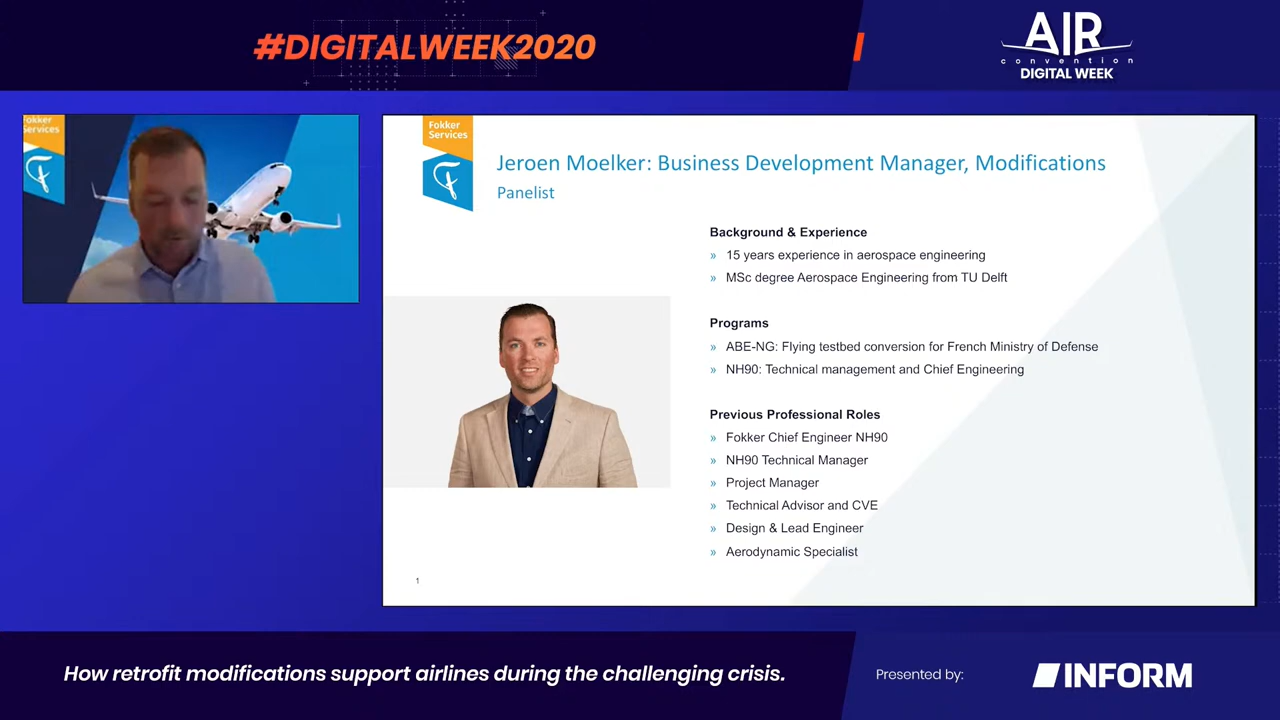 #DIGITALWEEK2020
AIR
convention
DIGITAL WEEK
Fokker
Services
Fokker
Services
Jeroen Moelker: Business Development Manager, Modifications
Panelist
Background & Experience
» 15 years experience in aerospace engineering
» MSc degree Aerospace Engineering from TU Delft
Programs
» ABE-NG: Flying testbed conversion for French Ministry of Defense
» NH90: Technical management and Chief Engineering
Previous Professional Roles
» Fokker Chief Engineer NH90
» NH90 Technical Manager
» Project Manager
» Technical Advisor and CVE
» Design & Lead Engineer
» Aerodynamic Specialist
1
How retrofit modifications support airlines during the challenging crisis.
Presented by:
INFORM